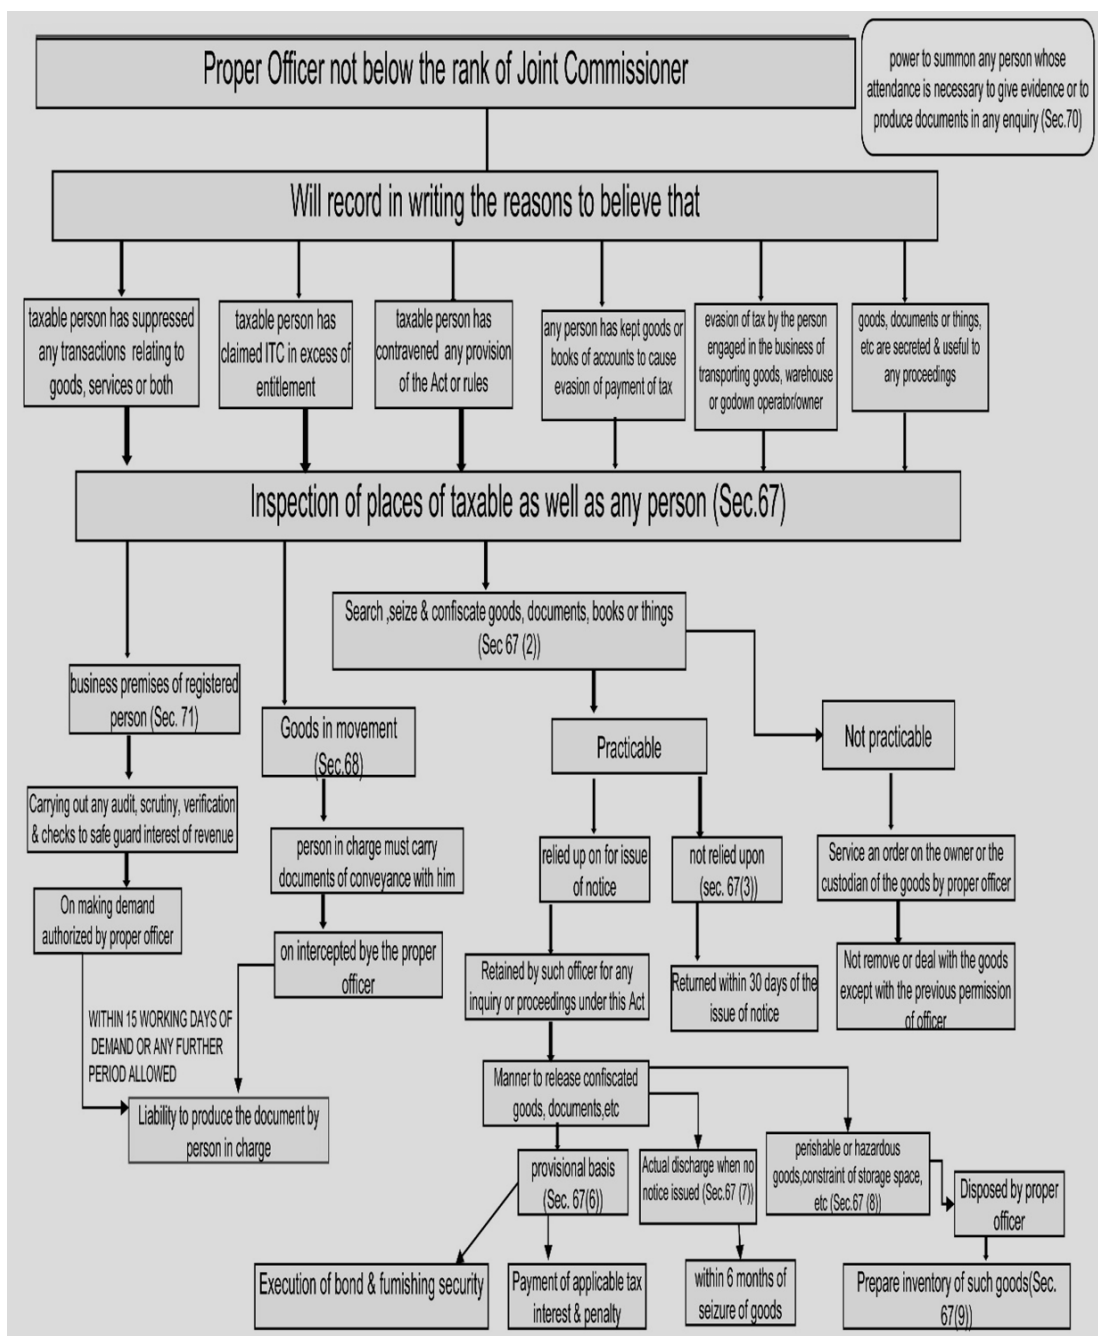 Proper Officer not below the rank of Joint Commissioner
power to summon any person whose
attendance is necessary to give evidence or to
produce documents in any enquiry (Sec.70)
Will record in writing the reasons to believe that
taxable person has suppressed
any transactions relating to
goods, services or both
taxable person has
claimed ITC in excess of
entitlement
taxable person has
contravened any provision
of the Act or rules
any person has kept goods or
books of accounts to cause
evasion of payment of tax
evasion of tax by the person
engaged in the business of
transporting goods, warehouse
or godown operator/owner
goods, documents or things,
etc are secreted & useful to
any proceedings
Inspection of places of taxable as well as any person (Sec.67)
Search ,seize & confiscate goods, documents, books or things
(Sec 67 (2))
business premises of registered
person (Sec. 71)
Goods in movement
(Sec.68)
Practicable
Not practicable
Carrying out any audit, scrutiny, verification
& checks to safe guard interest of revenue
person in charge must carry
documents of conveyance with him
relied up on for issue
of notice
not relied upon
(sec. 67(3))
Service an order on the owner or the
custodian of the goods by proper officer
On making demand
authorized by proper officer
on intercepted bye the proper
officer
Retained by such officer for any
inquiry or proceedings under this Act
Returned within 30 days of the
issue of notice
Not remove or deal with the goods
except with the previous permission
of officer
WITHIN 15 WORKING DAYS OF
DEMAND OR ANY FURTHER
PERIOD ALLOWED
Liability to produce the document by
person in charge
Manner to release confiscated
goods, documents,etc
provisional basis
(Sec. 67(6))
Actual discharge when no
notice issued (Sec.67 (7))
perishable or hazardous
goods,constraint of storage space,
etc (Sec.67 (8))
Disposed by proper
officer
Execution of bond & furnishing security
Payment of applicable tax
interest & penalty
within 6 months of
seizure of goods
Prepare inventory of such goods(Sec.
67(9))